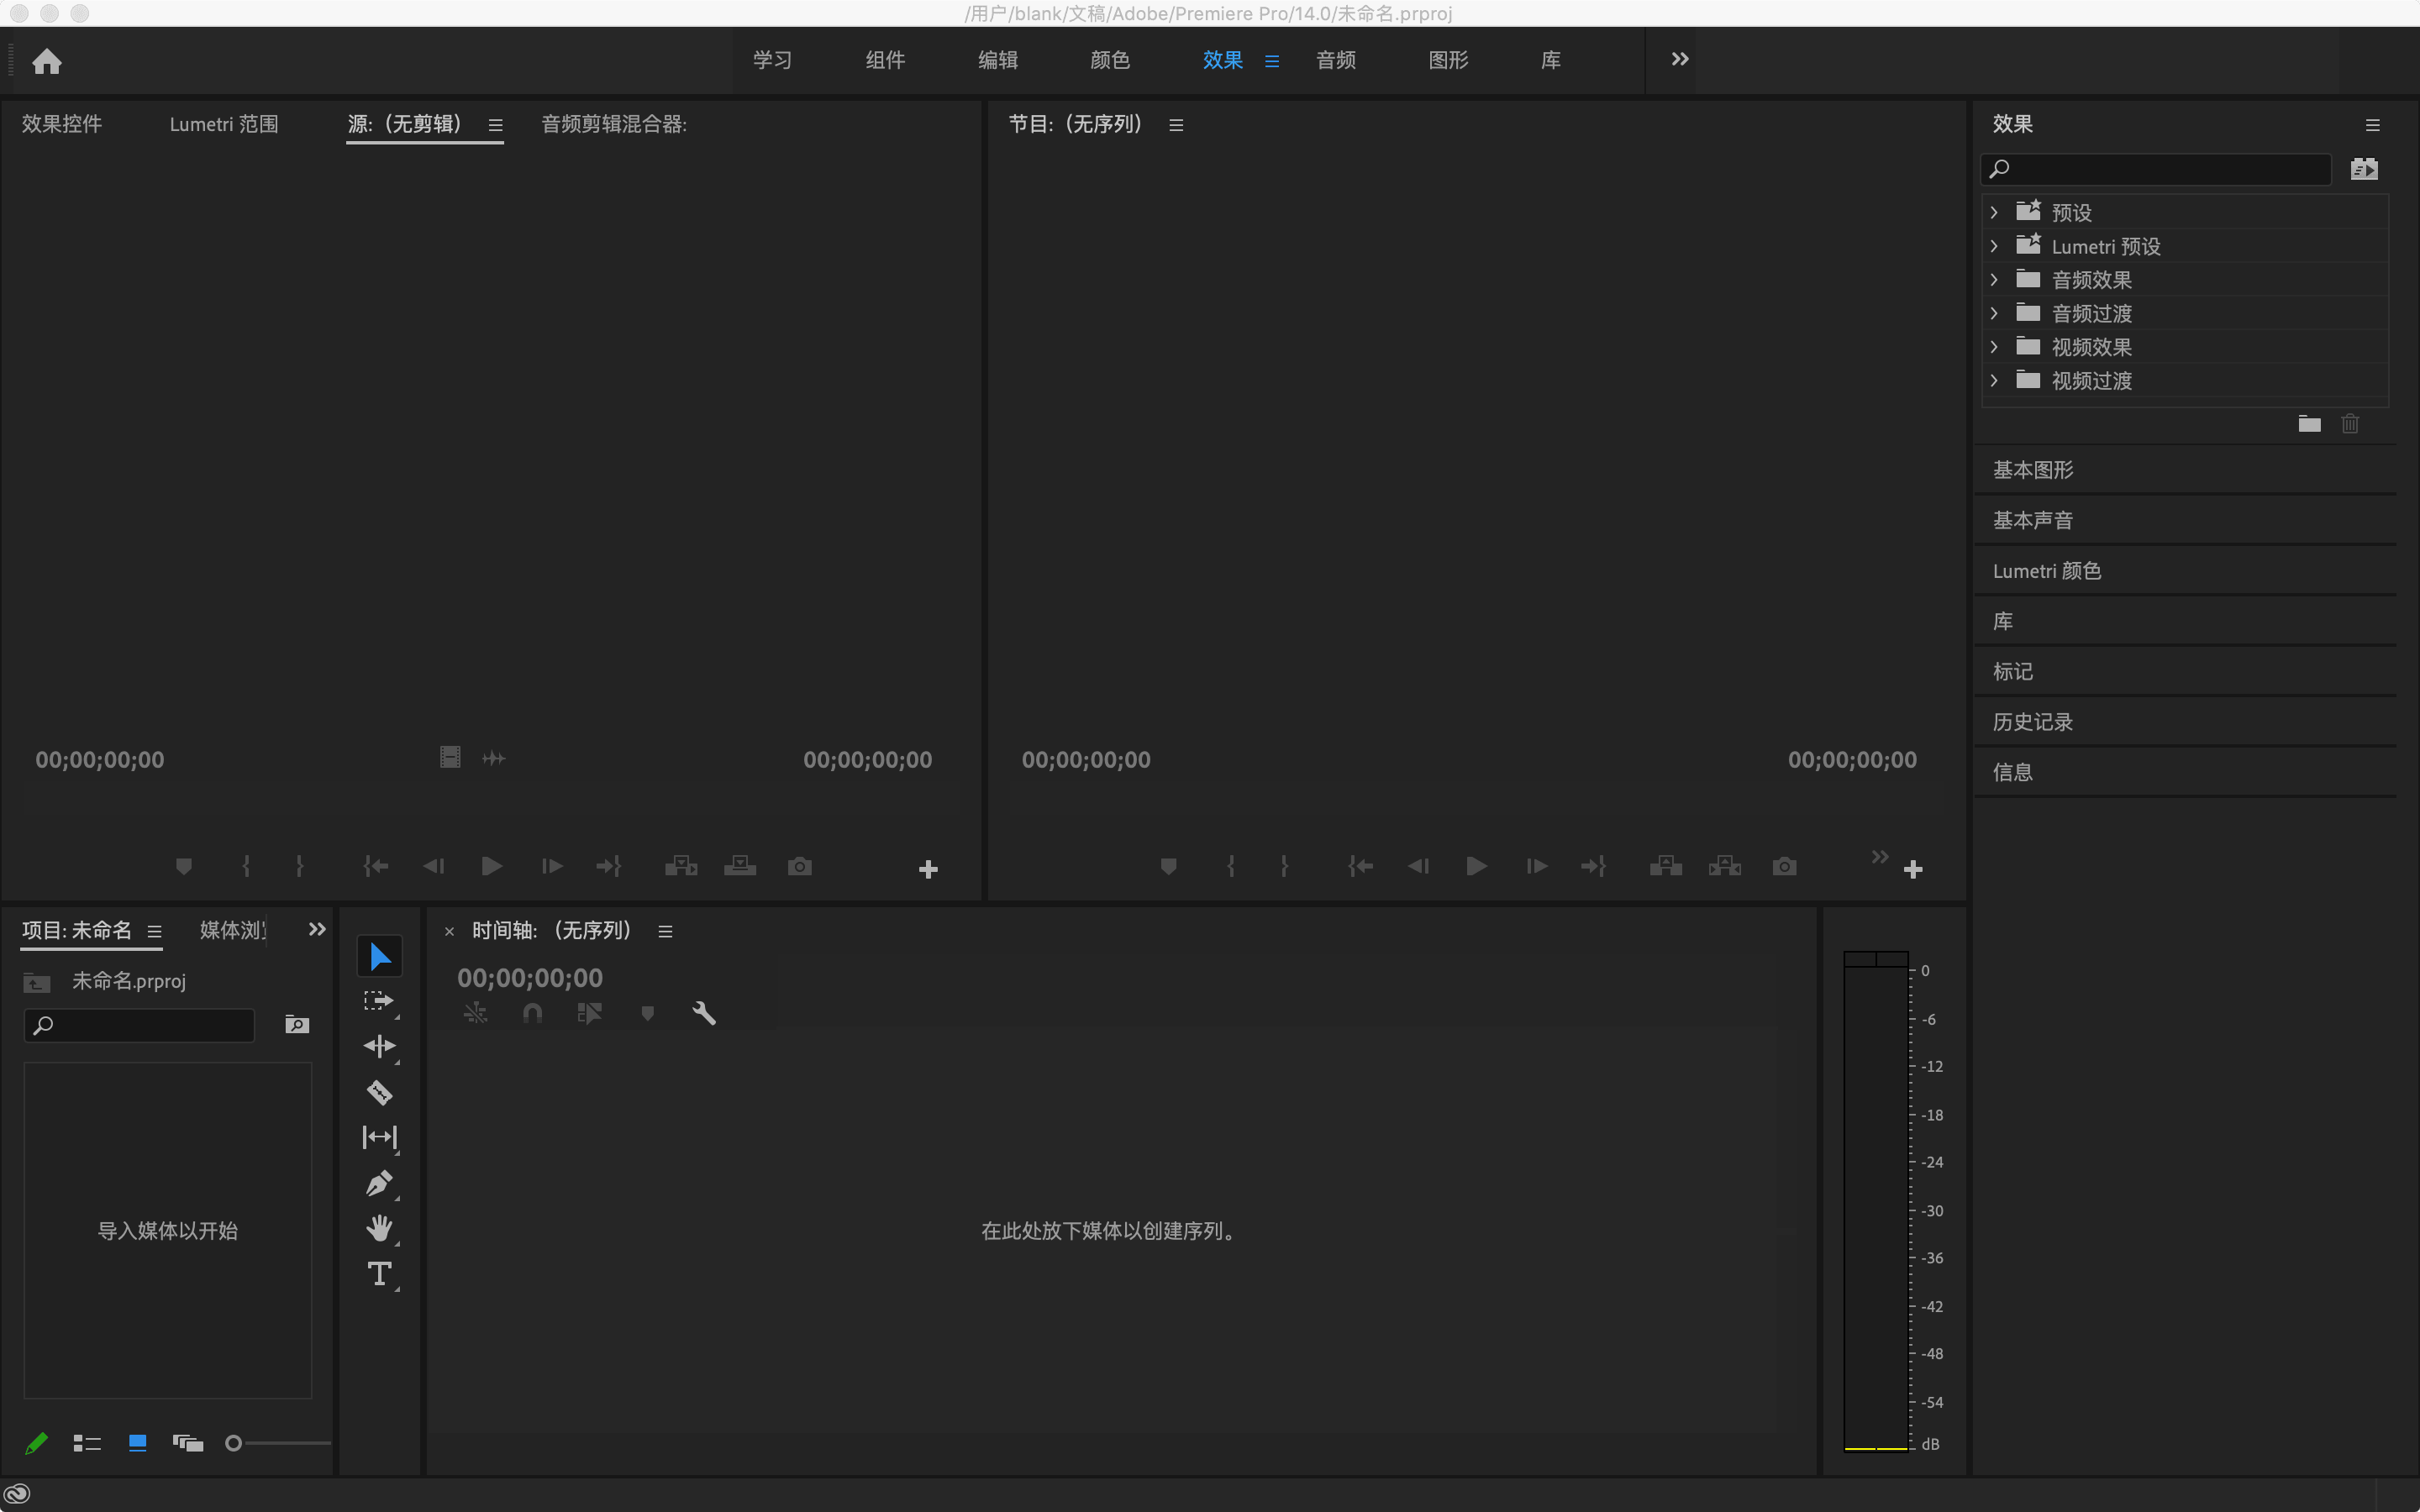 /用户/blank/文稿/Adobe/Premiere Pro/14.0/未命名.prproj
学习 组件 编辑 颜色 效果 音频 图形 库
效果控件 Lumetri 范围 源:（无剪辑） 音频剪辑混合器:
节目:（无序列）
效果
预设
Lumetri 预设
音频效果
音频过渡
视频效果
视频过渡
基本图形
基本声音
Lumetri 颜色
库
标记
历史记录
信息
00;00;00;00 00;00;00;00
00;00;00;00 00;00;00;00
项目: 未命名 媒体浏
未命名.prproj
导入媒体以开始
× 时间轴:（无序列）
00;00;00;00
在此处放下媒体以创建序列。
0
-6
-12
-18
-24
-30
-36
-42
-48
-54
dB